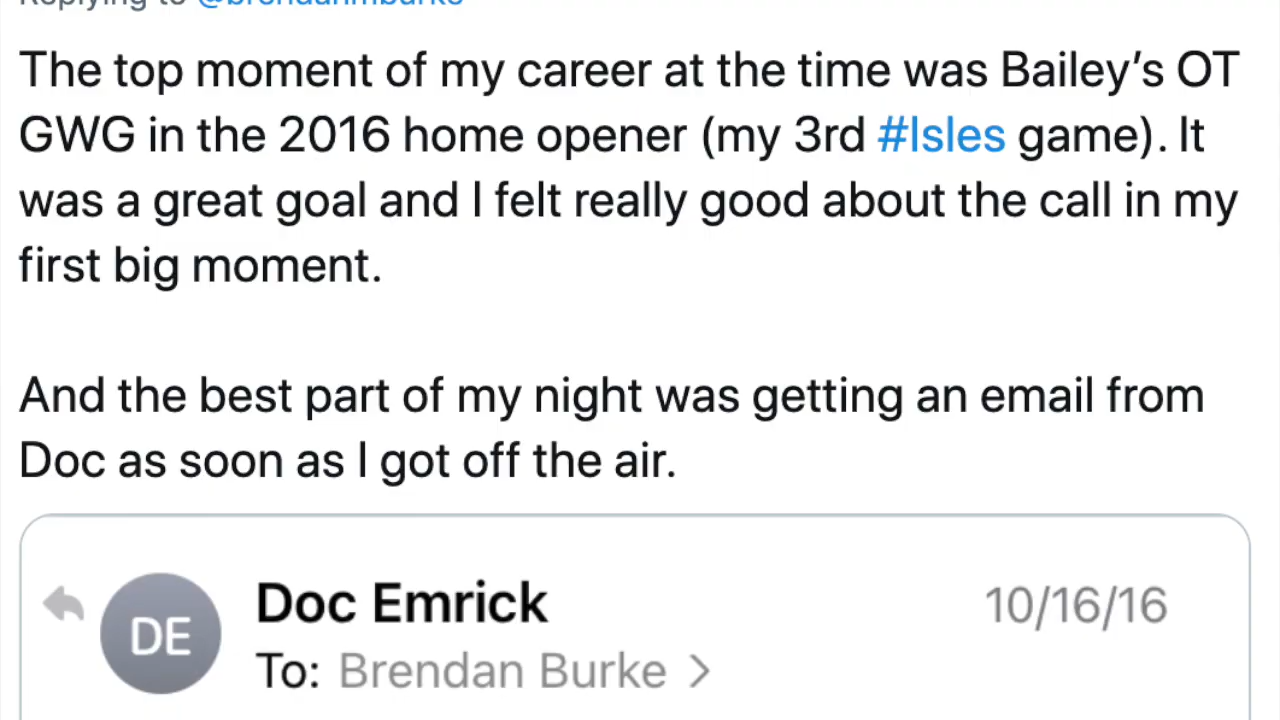 Replying to @brendanmburke
The top moment of my career at the time was Bailey’s OT
GWG in the 2016 home opener (my 3rd #Isles game). It
was a great goal and I felt really good about the call in my
first big moment.
And the best part of my night was getting an email from
Doc as soon as I got off the air.
DE
Doc Emrick
10/16/16
To: Brendan Burke >